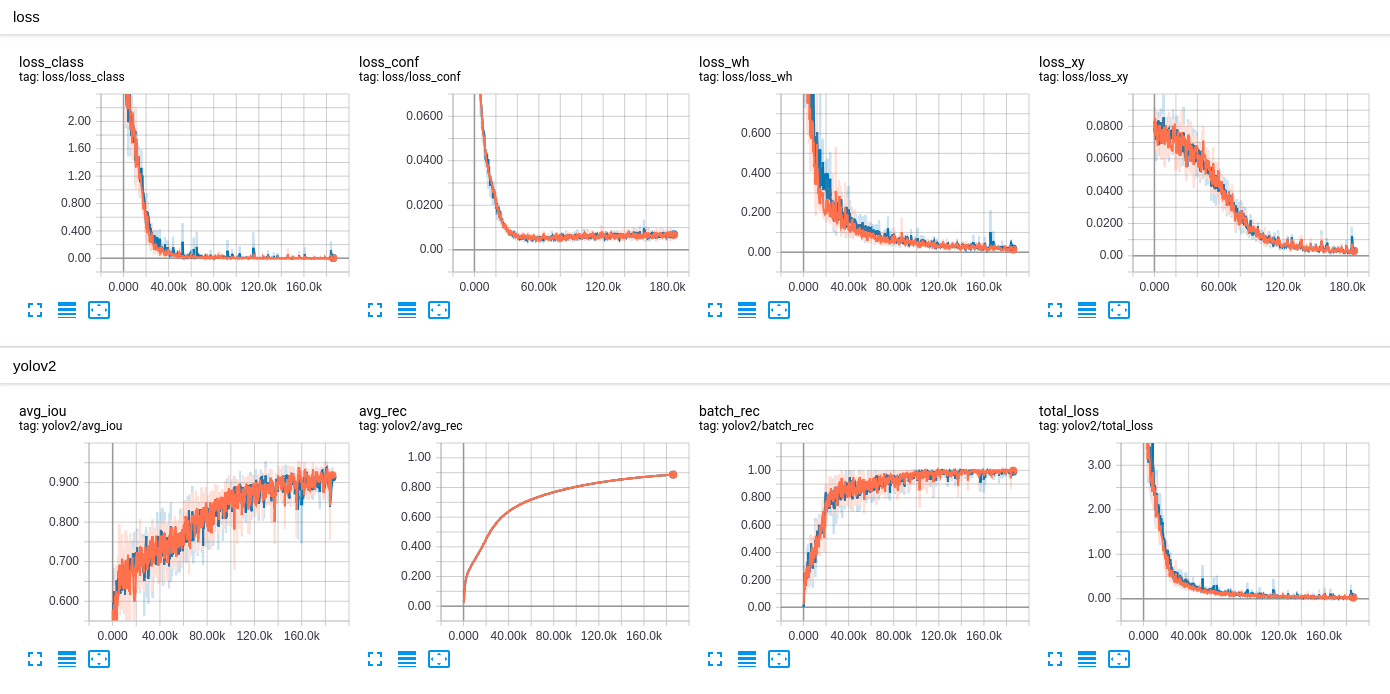 loss
loss_class
tag: loss/loss_class
2.00
1.60
1.20
0.800
0.400
0.00
0.000 40.00k 80.00k 120.0k 160.0k
loss_conf
tag: loss/loss_conf
0.0600
0.0400
0.0200
0.00
0.000 60.00k 120.0k 180.0k
loss_wh
tag: loss/loss_wh
0.600
0.400
0.200
0.00
0.000 40.00k 80.00k 120.0k 160.0k
loss_xy
tag: loss/loss_xy
0.0800
0.0600
0.0400
0.0200
0.00
0.000 60.00k 120.0k 180.0k
yolov2
avg_iou
tag: yolov2/avg_iou
0.900
0.800
0.700
0.600
0.000 40.00k 80.00k 120.0k 160.0k
avg_rec
tag: yolov2/avg_rec
1.00
0.800
0.600
0.400
0.200
0.00
0.000 40.00k 80.00k 120.0k 160.0k
batch_rec
tag: yolov2/batch_rec
1.00
0.800
0.600
0.400
0.200
0.00
0.000 40.00k 80.00k 120.0k 160.0k
total_loss
tag: yolov2/total_loss
3.00
2.00
1.00
0.00
0.000 40.00k 80.00k 120.0k 160.0k